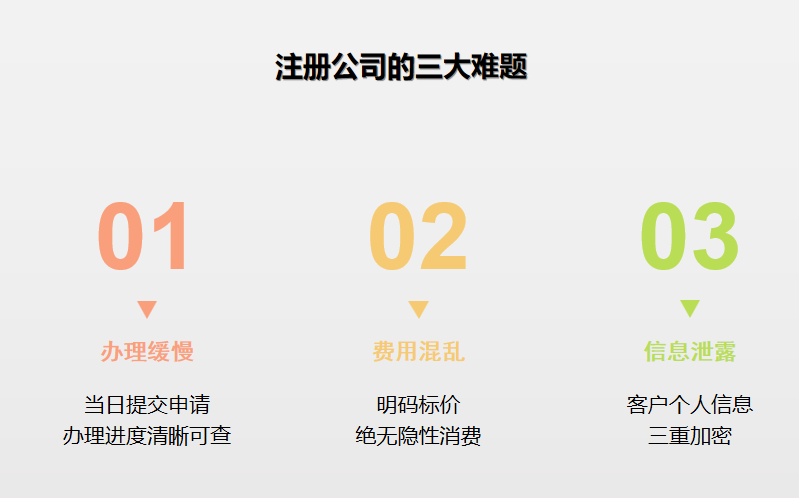 注册公司的三大难题
01
02
03
办理缓慢
费用混乱
信息泄露
当日提交申请
办理进度清晰可查
明码标价
绝无隐性消费
客户个人信息
三重加密